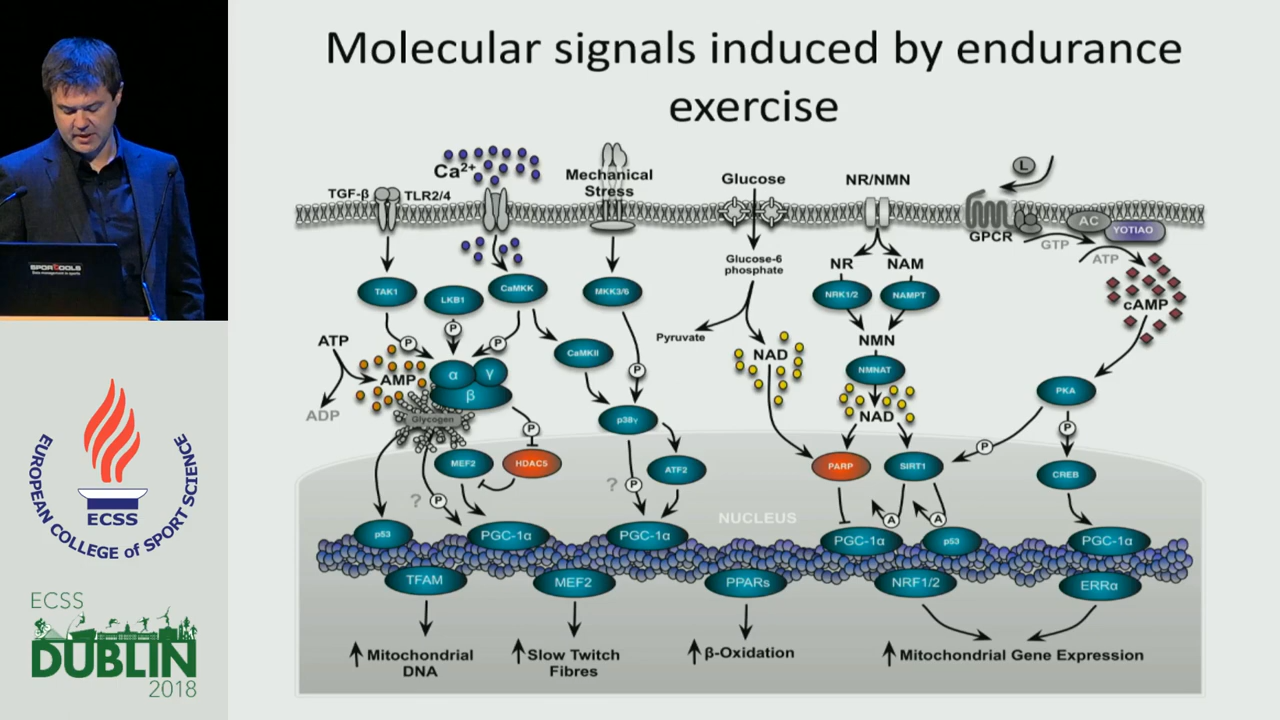 Molecular signals induced by endurance
exercise
TGF-β
TLR2/4
Ca²⁺
Mechanical
Stress
Glucose
NR/NMN
L
GPCR
GTP
AC
YOTIAO
ATP
cAMP
Glucose-6
phosphate
NR
NAM
TAK1
LKB1
CaMKK
MKK3/6
NRK1/2
NAMPT
P
P
P
ATP
AMP
ADP
α
γ
β
Glycogen
CaMKII
P
Pyruvate
NAD
NMN
NMNAT
NAD
PKA
P
p38γ
P
P
MEF2
HDAC5
?
P
?
P
ATF2
PARP
SIRT1
CREB
NUCLEUS
A
A
p53
PGC-1α
PGC-1α
PGC-1α
p53
PGC-1α
TFAM
MEF2
PPARs
NRF1/2
ERRα
Mitochondrial
DNA
Slow Twitch
Fibres
β-Oxidation
Mitochondrial Gene Expression
SPORTOOLS
EUROPEAN COLLEGE of SPORT SCIENCE
ECSS
ECSS
DUBLIN
2018